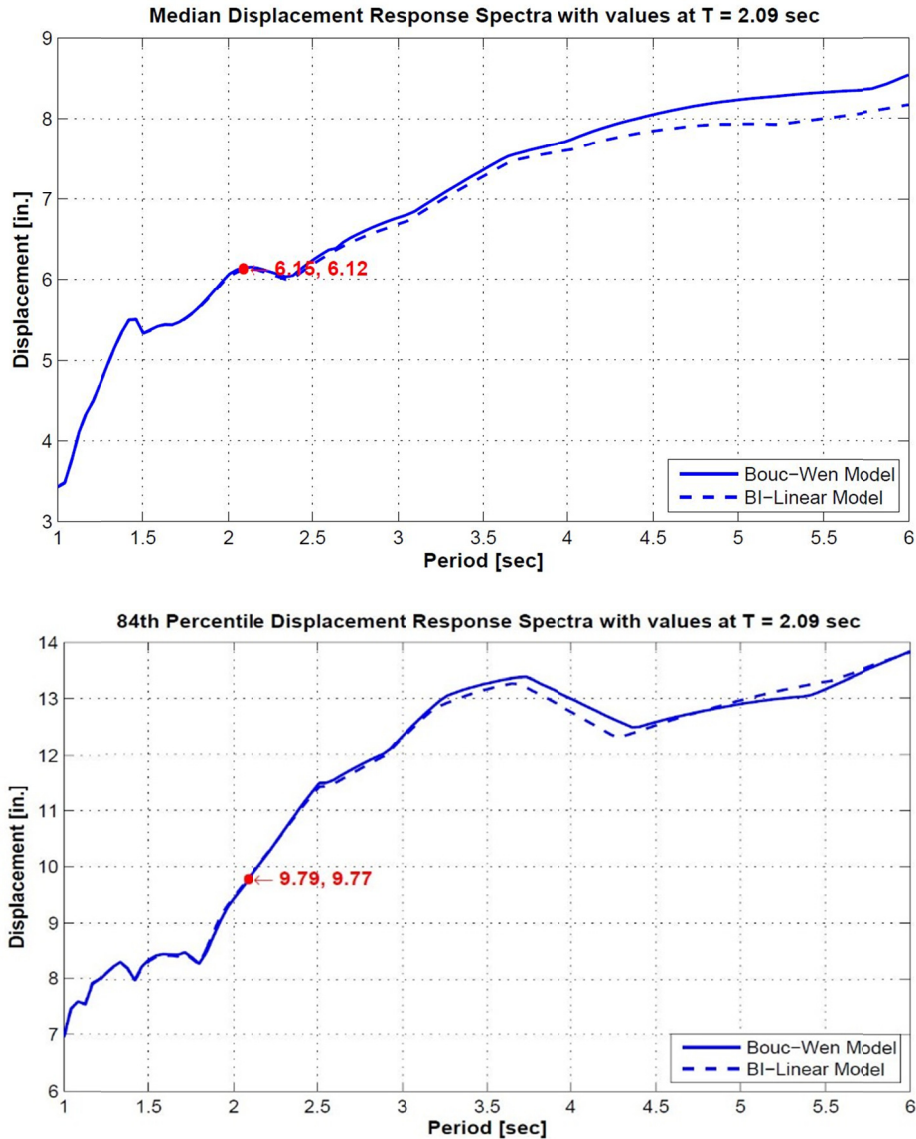 Median Displacement Response Spectra with values at T = 2.09 sec
9
8
7
6
5
4
3
Displacement [in.]
← 6.15, 6.12
Bouc-Wen Model
BI-Linear Model
1 1.5 2 2.5 3 3.5 4 4.5 5 5.5 6
Period [sec]
84th Percentile Displacement Response Spectra with values at T = 2.09 sec
14
13
12
11
10
9
8
7
6
Displacement [in.]
← 9.79, 9.77
Bouc-Wen Model
BI-Linear Model
1 1.5 2 2.5 3 3.5 4 4.5 5 5.5 6
Period [sec]